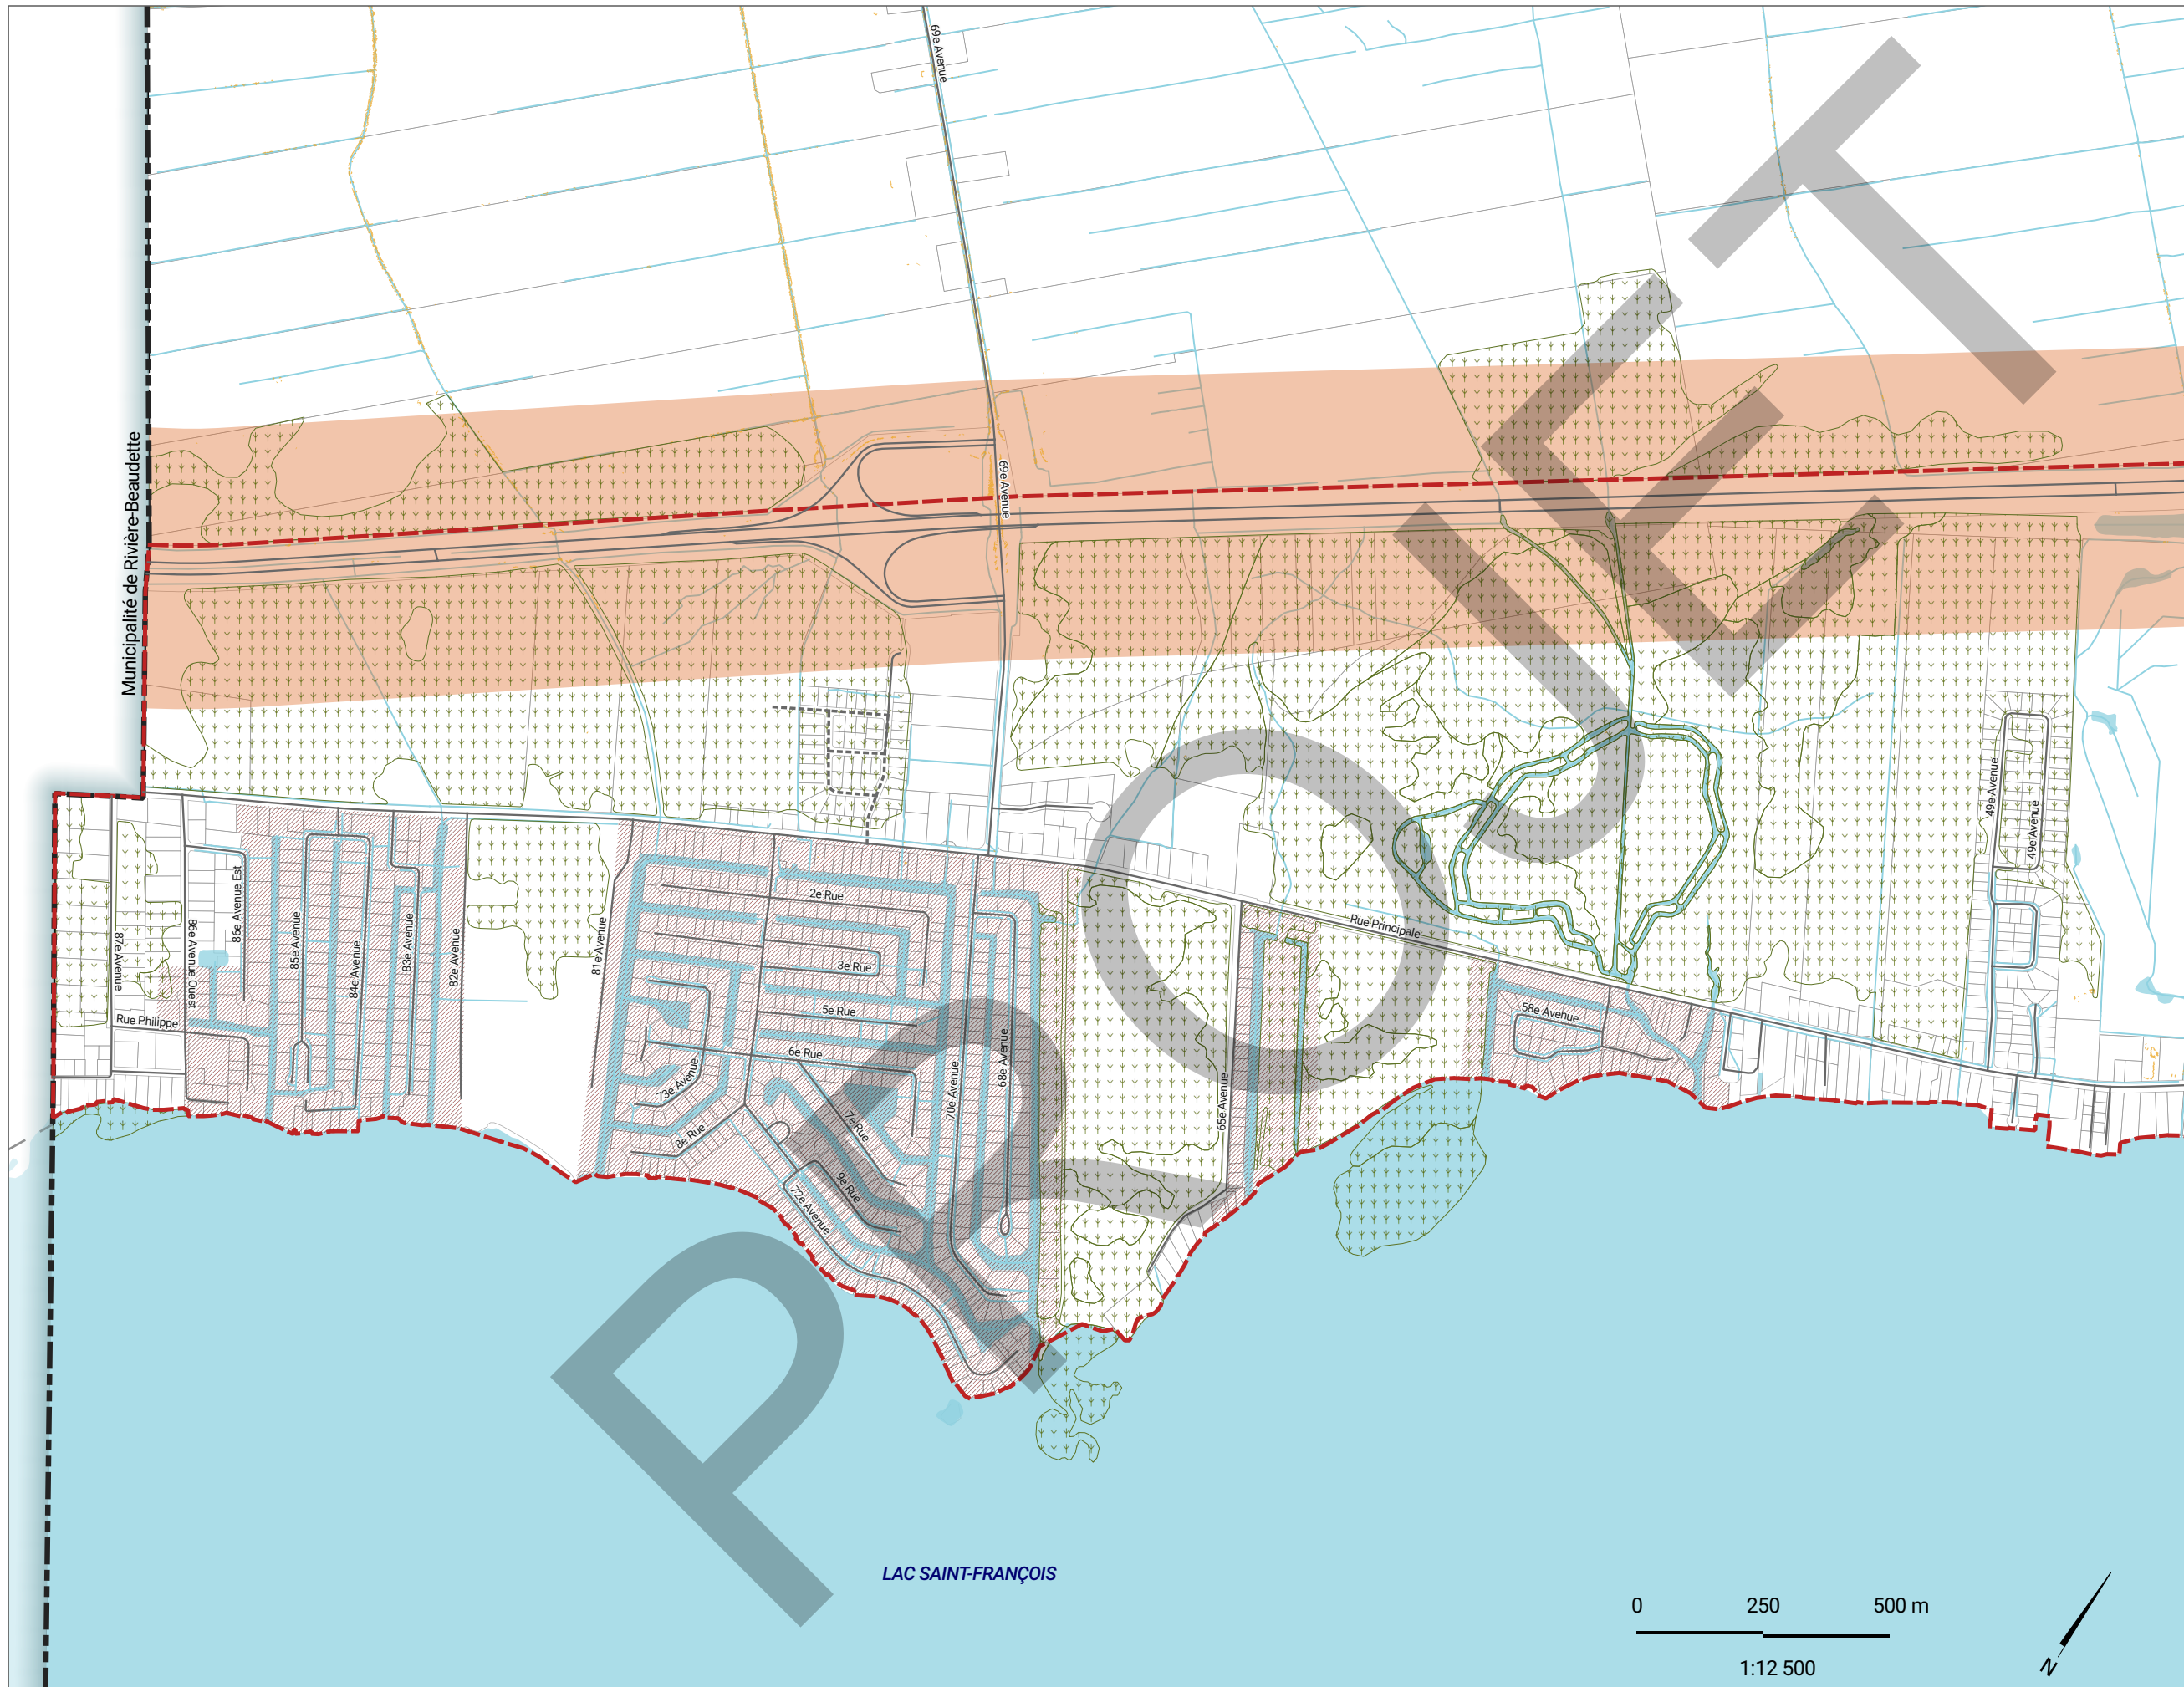 69e Avenue
Municipalité de Rivière-Beaudette
69e Avenue
49e Avenue
49e Avenue
87e Avenue
86e Avenue Ouest
86e Avenue Est
85e Avenue
84e Avenue
83e Avenue
82e Avenue
81e Avenue
Rue Philippe
2e Rue
3e Rue
5e Rue
6e Rue
73e Avenue
7e Rue
8e Rue
9e Rue
72e Avenue
70e Avenue
68e Avenue
65e Avenue
Rue Principale
58e Avenue
PROJET
LAC SAINT-FRANÇOIS
0 250 500 m
1:12 500
N